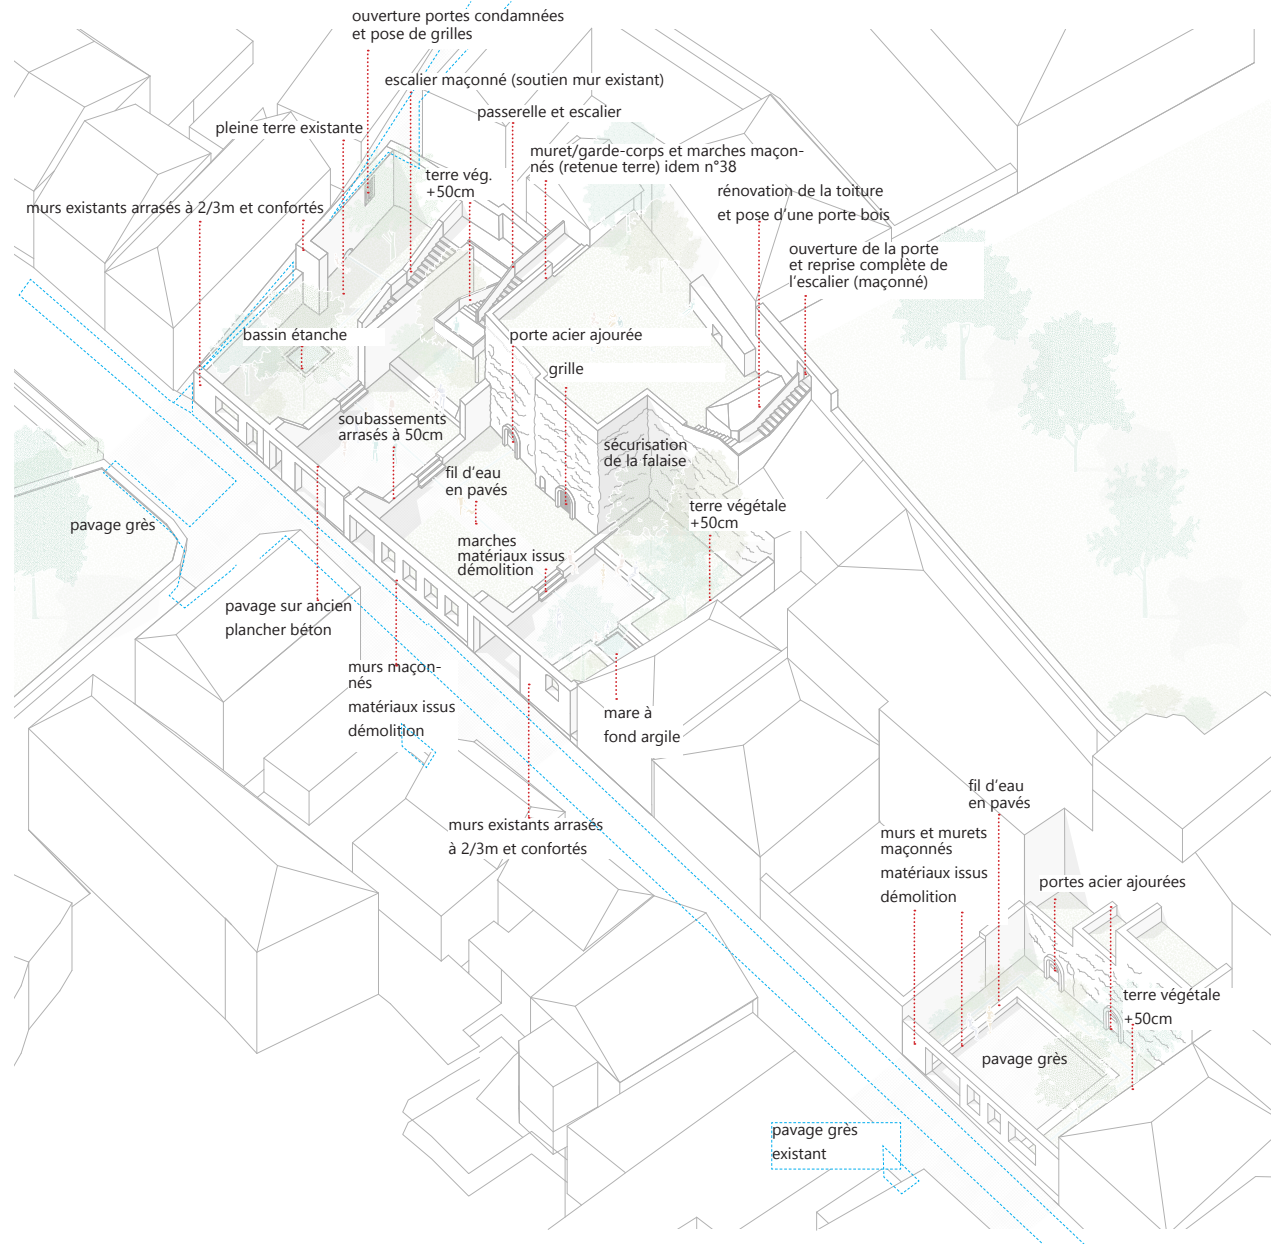 ouverture portes condamnées
et pose de grilles
escalier maçonné (soutien mur existant)
passerelle et escalier
pleine terre existante
muret/garde-corps et marches maçon-
nés (retenue terre) idem n°38
terre vég.
+50cm
rénovation de la toiture
et pose d'une porte bois
murs existants arrasés à 2/3m et confortés
ouverture de la porte
et reprise complète de
l'escalier (maçonné)
bassin étanche
porte acier ajourée
grille
soubassements
arrasés à 50cm
sécurisation
de la falaise
fil d'eau
en pavés
terre végétale
+50cm
pavage grès
marches
matériaux issus
démolition
pavage sur ancien
plancher béton
murs maçon-
nés
matériaux issus
démolition
mare à
fond argile
murs existants arrasés
à 2/3m et confortés
fil d'eau
en pavés
murs et murets
maçonnés
matériaux issus
démolition
portes acier ajourées
terre végétale
+50cm
pavage grès
pavage grès
existant